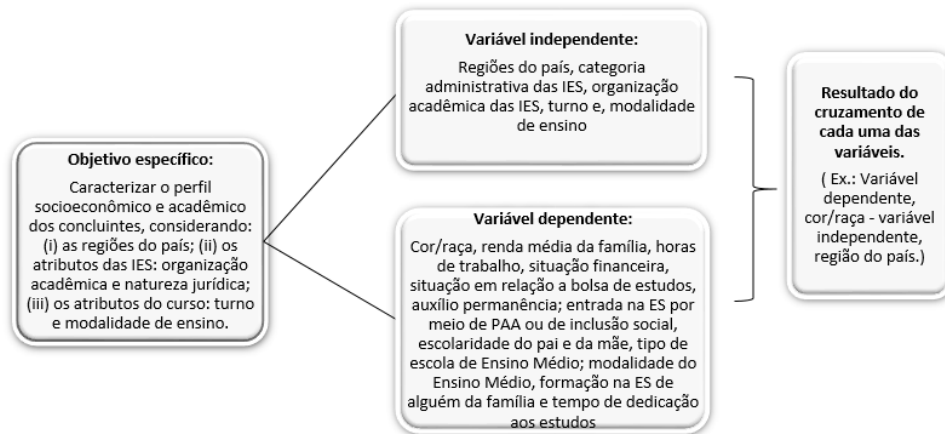 Objetivo específico:
Caracterizar o perfil
socioeconômico e acadêmico
dos concluintes, considerando:
(i) as regiões do país; (ii) os
atributos das IES: organização
acadêmica e natureza jurídica;
(iii) os atributos do curso: turno
e modalidade de ensino.
Variável independente:
Regiões do país, categoria
administrativa das IES, organização
acadêmica das IES, turno e, modalidade
de ensino
Variável dependente:
Cor/raça, renda média da família, horas
de trabalho, situação financeira,
situação em relação a bolsa de estudos,
auxílio permanência; entrada na ES por
meio de PAA ou de inclusão social,
escolaridade do pai e da mãe, tipo de
escola de Ensino Médio; modalidade do
Ensino Médio, formação na ES de
alguém da família e tempo de dedicação
aos estudos
Resultado do
cruzamento de
cada uma das
variáveis.
( Ex.: Variável
dependente,
cor/raça - variável
independente,
região do país.)